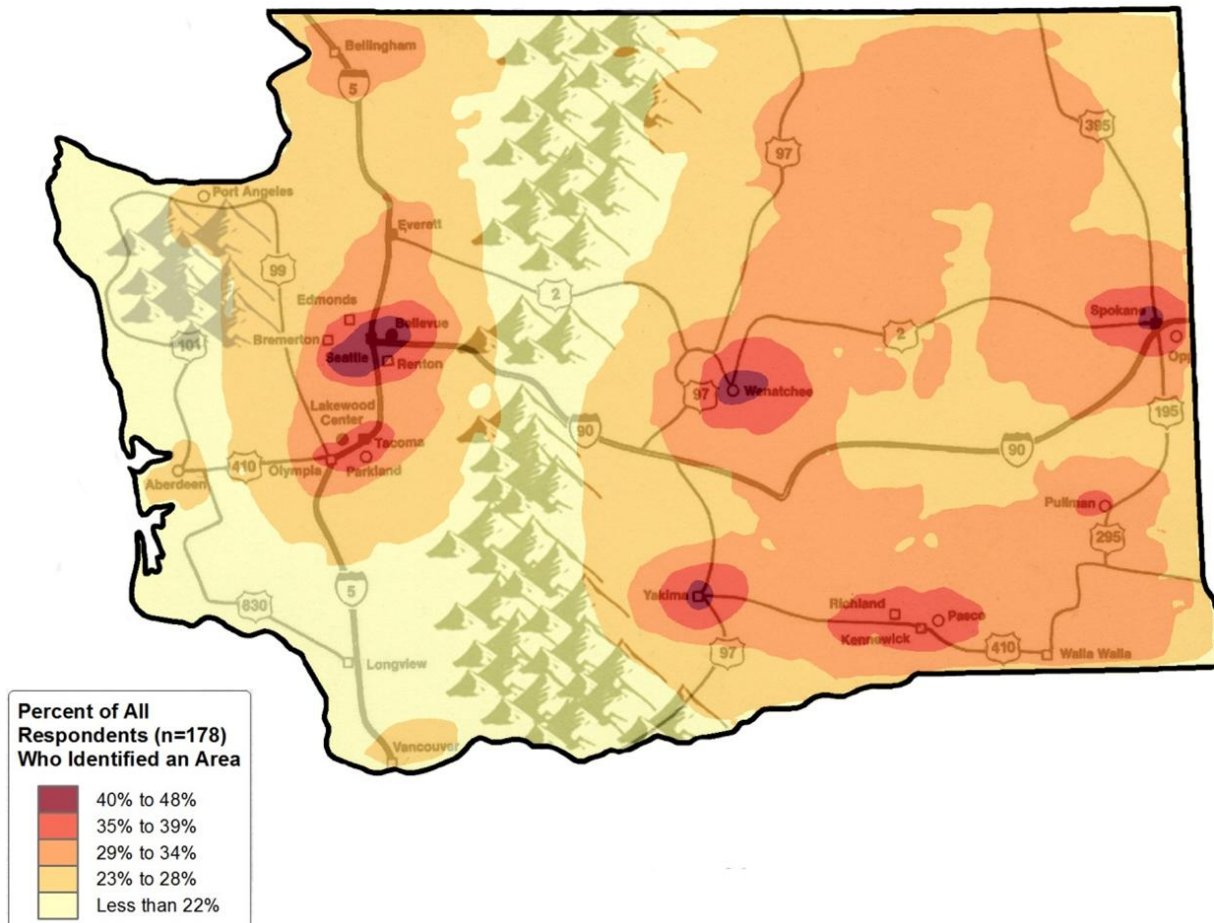 Bellingham
5
97
395
Port Angeles
Everett
99
2
Edmonds
Bellevue
Bremerton
101
Seattle
Renton
Spokane
2
Opp
97
Wenatchee
195
Lakewood
Center
90
Tacoma
90
410
Olympia
Parkland
Aberdeen
Pullman
295
5
Yakima
Richland
Pasco
830
Kennewick
410
Walla Walla
97
Longview
Vancouver
Percent of All
Respondents (n=178)
Who Identified an Area
40% to 48%
35% to 39%
29% to 34%
23% to 28%
Less than 22%